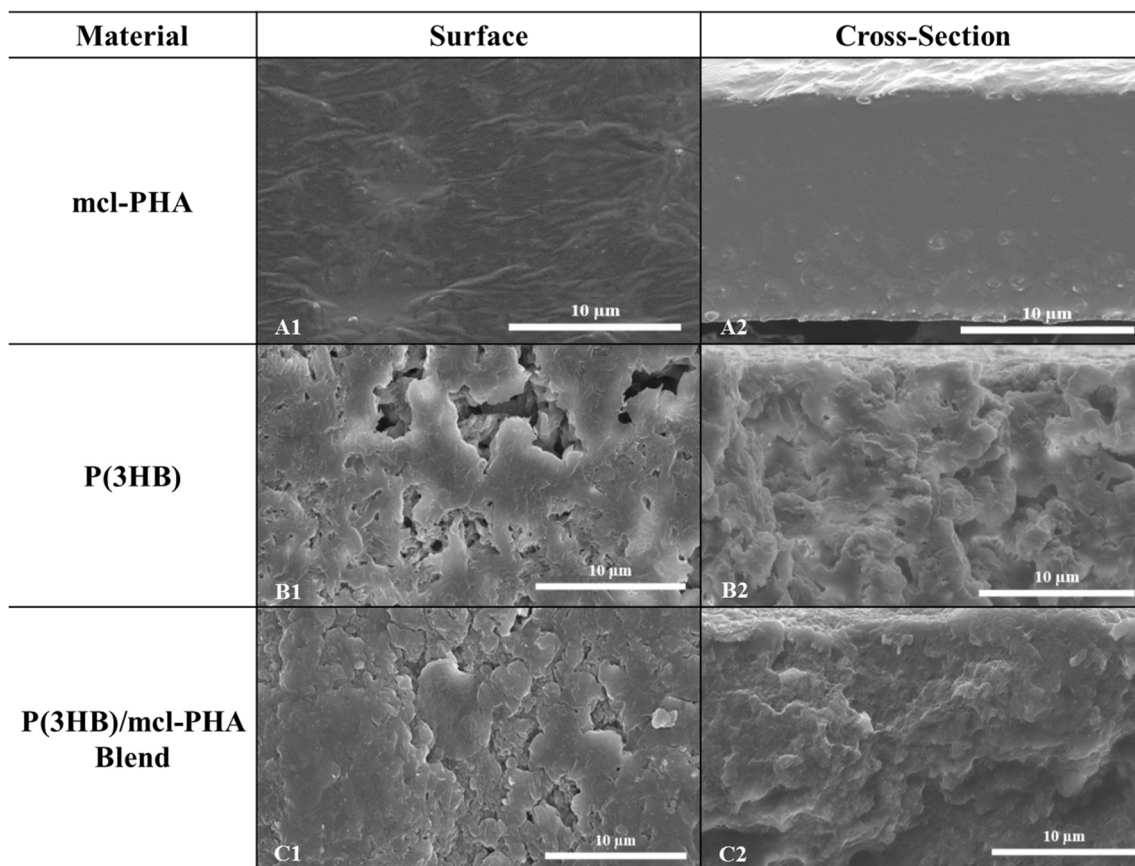 Material Surface Cross-Section
mcl-PHA
10 µm
A1
10 µm
A2
P(3HB)
10 µm
B1
10 µm
B2
P(3HB)/mcl-PHA
Blend
10 µm
C1
10 µm
C2